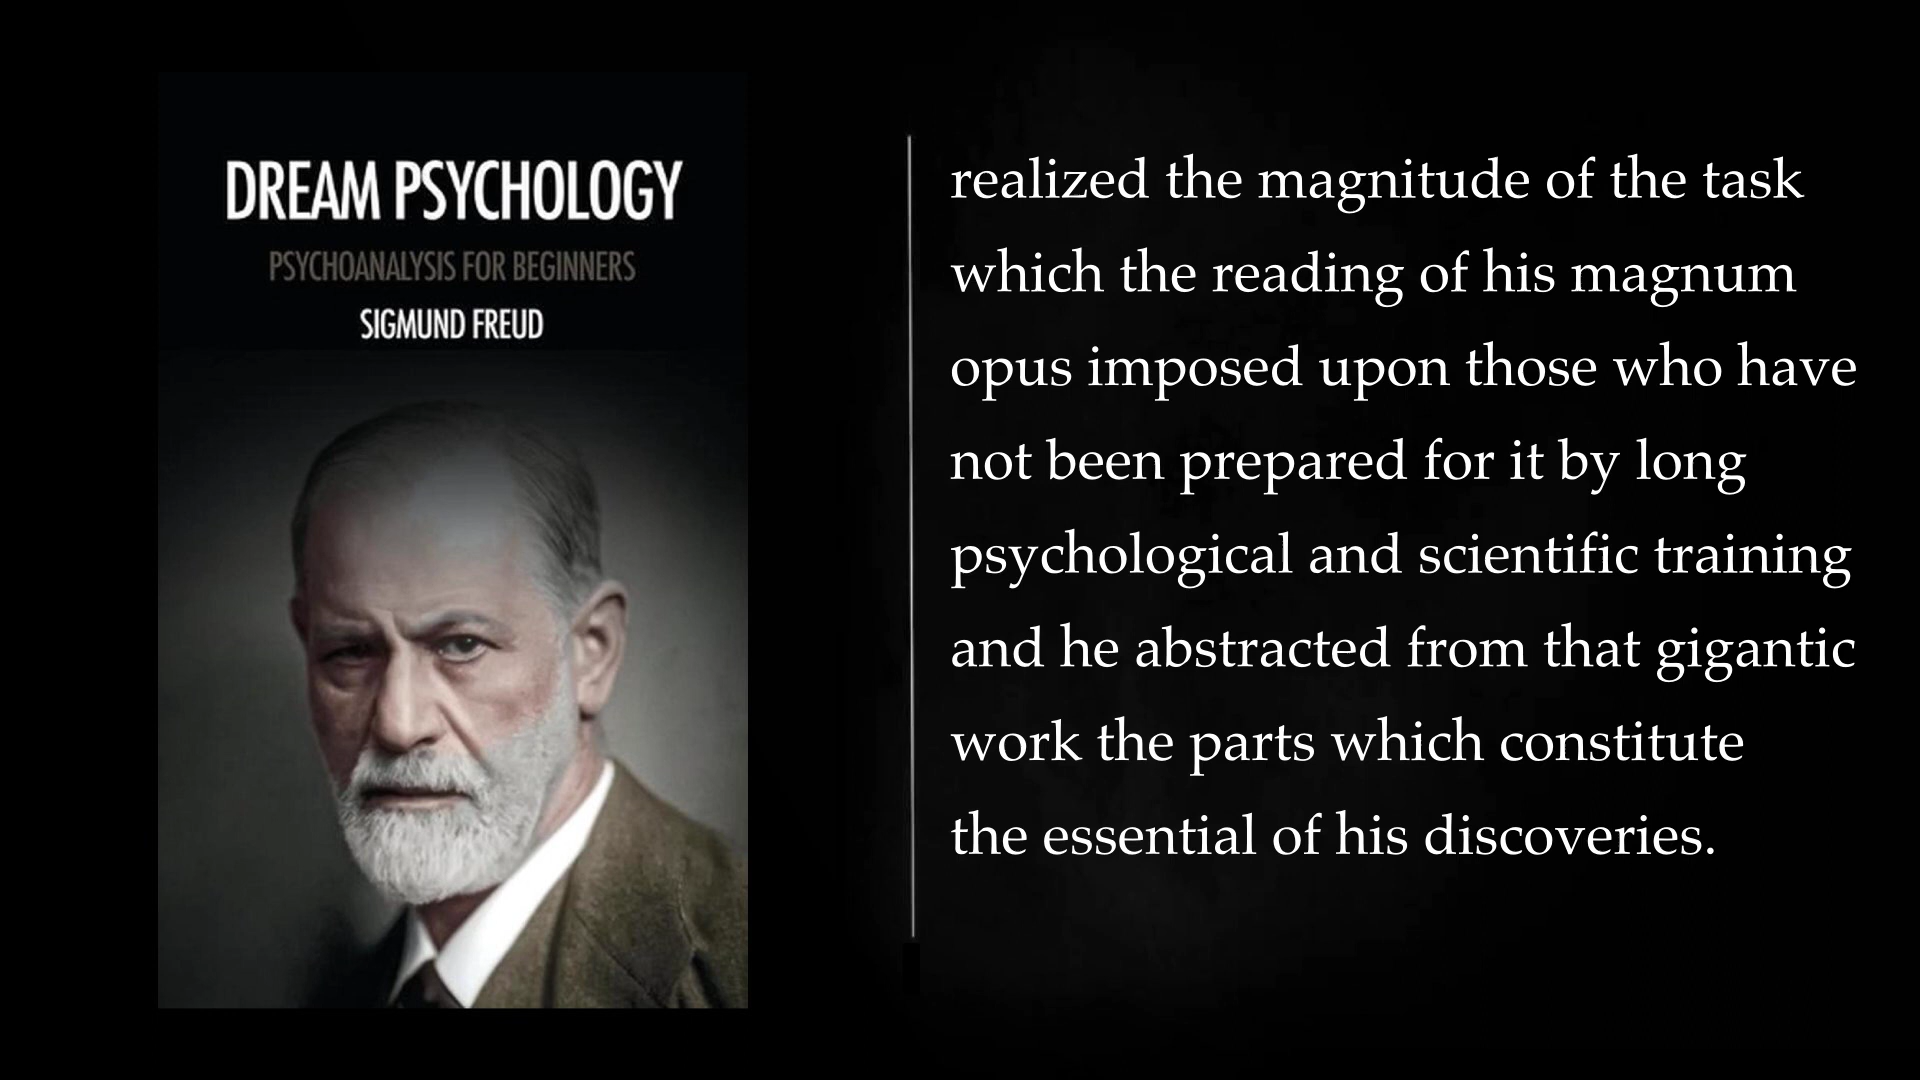 DREAM PSYCHOLOGY
PSYCHOANALYSIS FOR BEGINNERS
SIGMUND FREUD
realized the magnitude of the task
which the reading of his magnum
opus imposed upon those who have
not been prepared for it by long
psychological and scientific training
and he abstracted from that gigantic
work the parts which constitute
the essential of his discoveries.